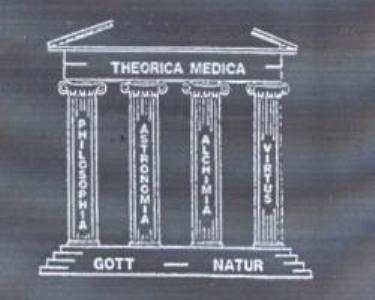 THEORICA MEDICA
PHILOSOPHIA
ASTRONOMIA
ALCHIMIA
VIRTUS
GOTT — NATUR